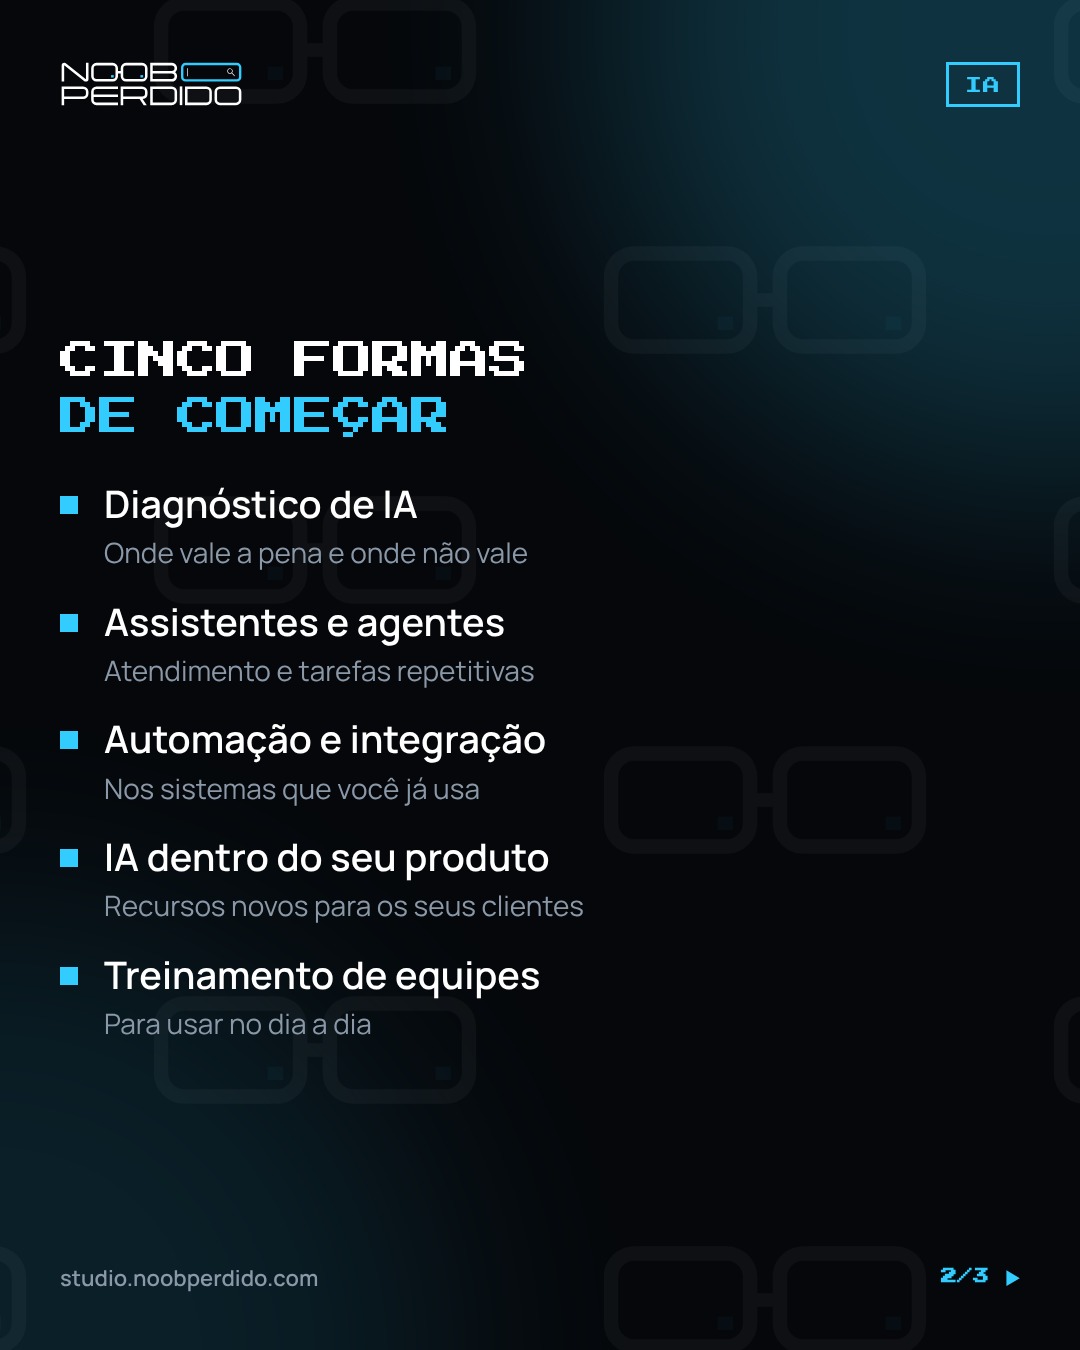 NOOB
PERDIDO
IA
CINCO FORMAS
DE COMEÇAR
Diagnóstico de IA
Onde vale a pena e onde não vale
Assistentes e agentes
Atendimento e tarefas repetitivas
Automação e integração
Nos sistemas que você já usa
IA dentro do seu produto
Recursos novos para os seus clientes
Treinamento de equipes
Para usar no dia a dia
studio.noobperdido.com
2/3